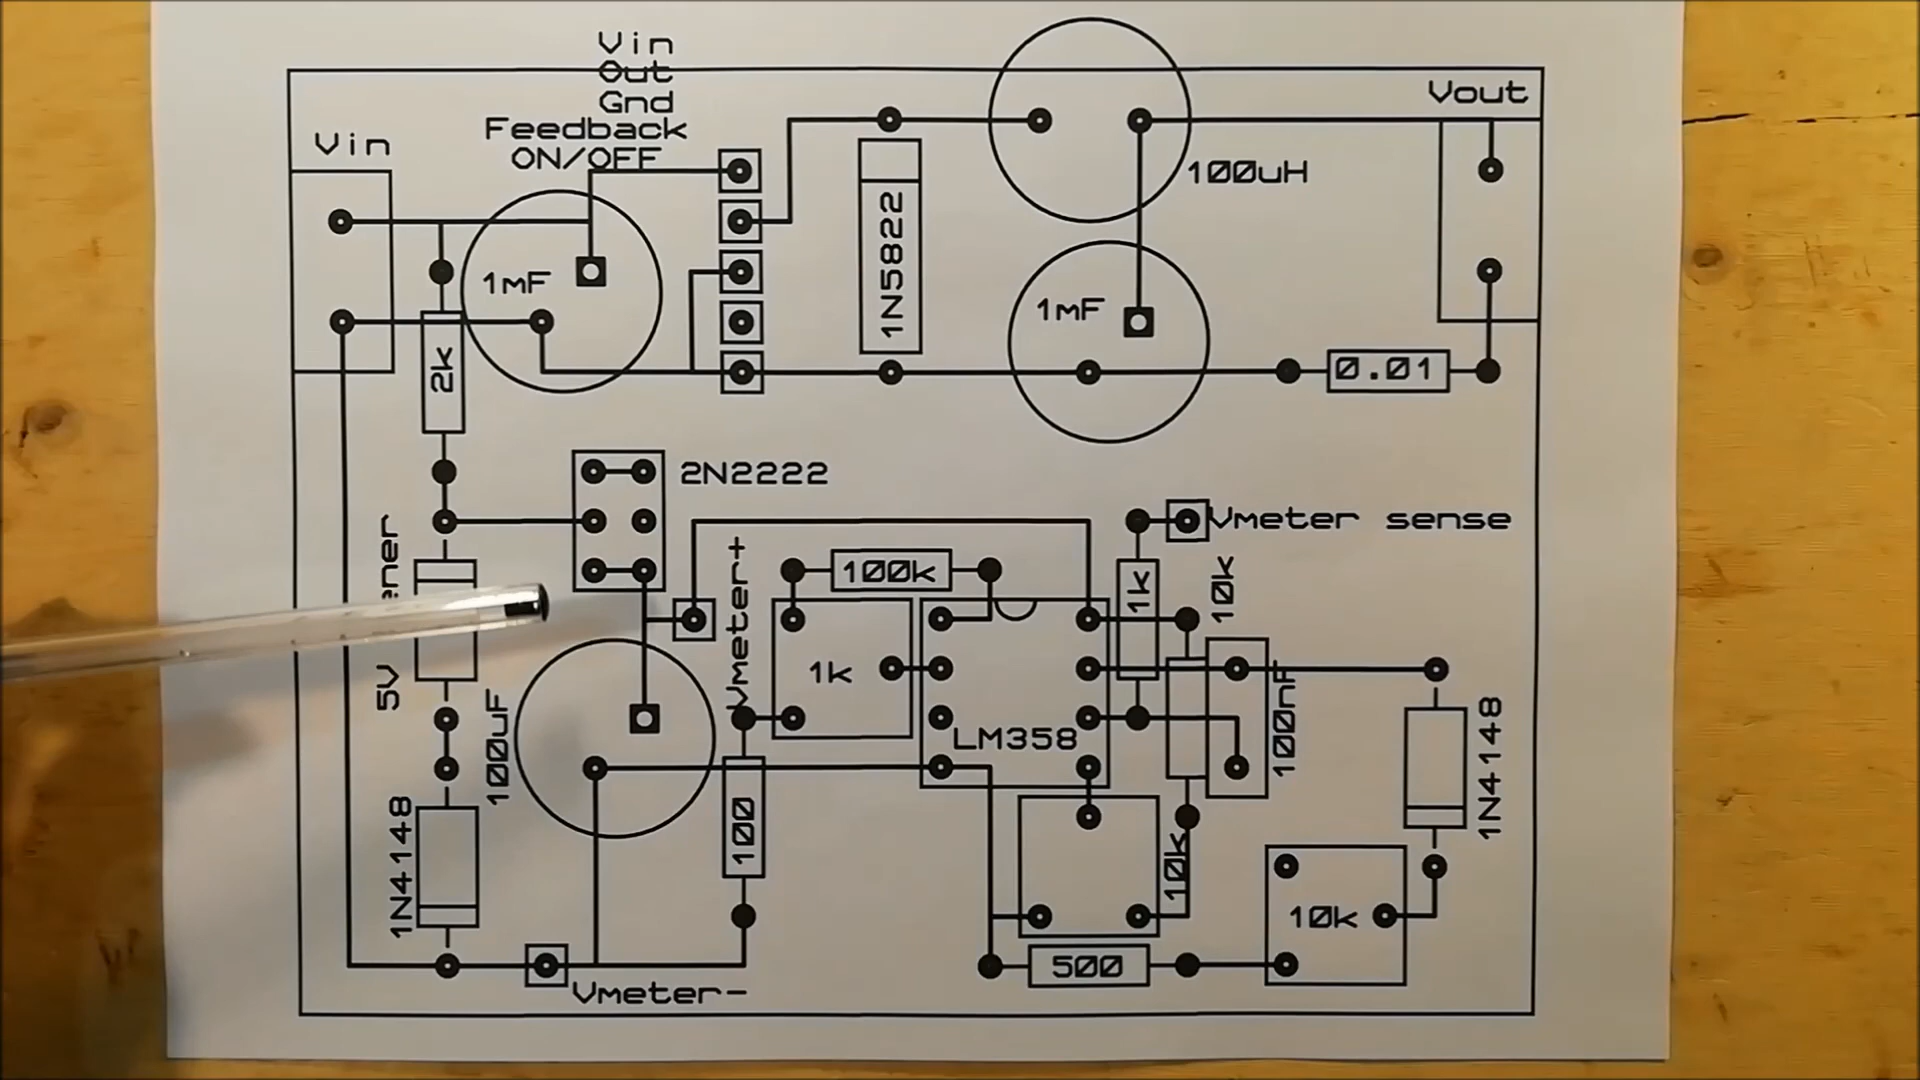 Vin
Out
Gnd
Feedback
ON/OFF
Vin
Vout
100uH
1N5822
1mF
1mF
2k
0.01
2N2222
Vmeter sense
5V
Vmeter+
100k
1k
10k
1k
LM358
100nF
100uF
1N4148
1N4148
100
10k
10k
500
Vmeter-